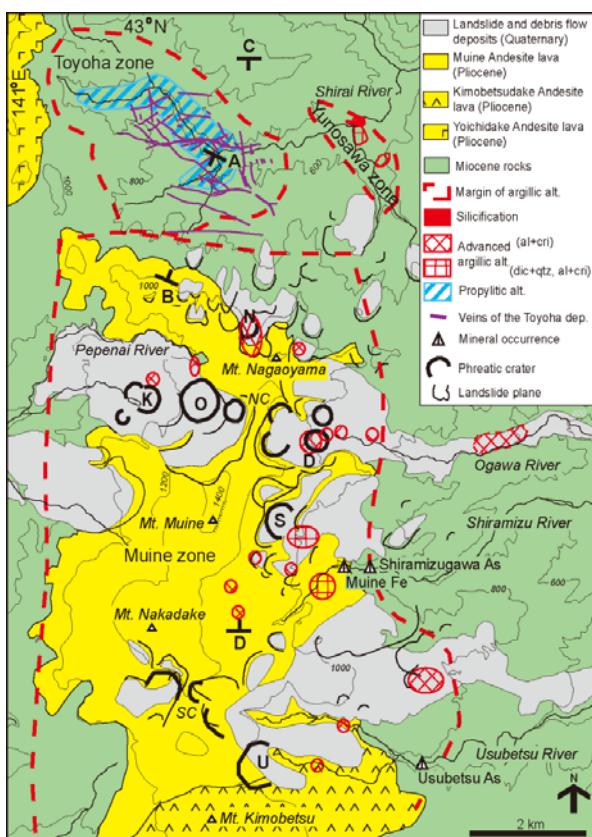 43°N
141°E
Toyoha zone
C
Shirai River
Yunosawa zone
A
600
800
1000
800
B
1000
N
Pepenai River
Mt. Nagaoyama
K
O
NC
D
Ogawa River
1200
1400
Mt. Muine
S
Shiramizu River
Muine zone
Shiramizugawa As
Muine Fe
800
600
Mt. Nakadake
D
1000
SC
U
Usubetsu River
Usubetsu As
Mt. Kimobetsu
N
2 km
Landslide and debris flow
deposits (Quaternary)
Muine Andesite lava
(Pliocene)
Kimobetsudake Andesite
lava (Pliocene)
Yoichidake Andesite lava
(Pliocene)
Miocene rocks
Margin of argillic alt.
Silicification
Advanced (al+cri)
argillic alt.
(dic+qtz, al+cri)
Propylitic alt.
Veins of the Toyoha dep.
Mineral occurrence
Phreatic crater
Landslide plane